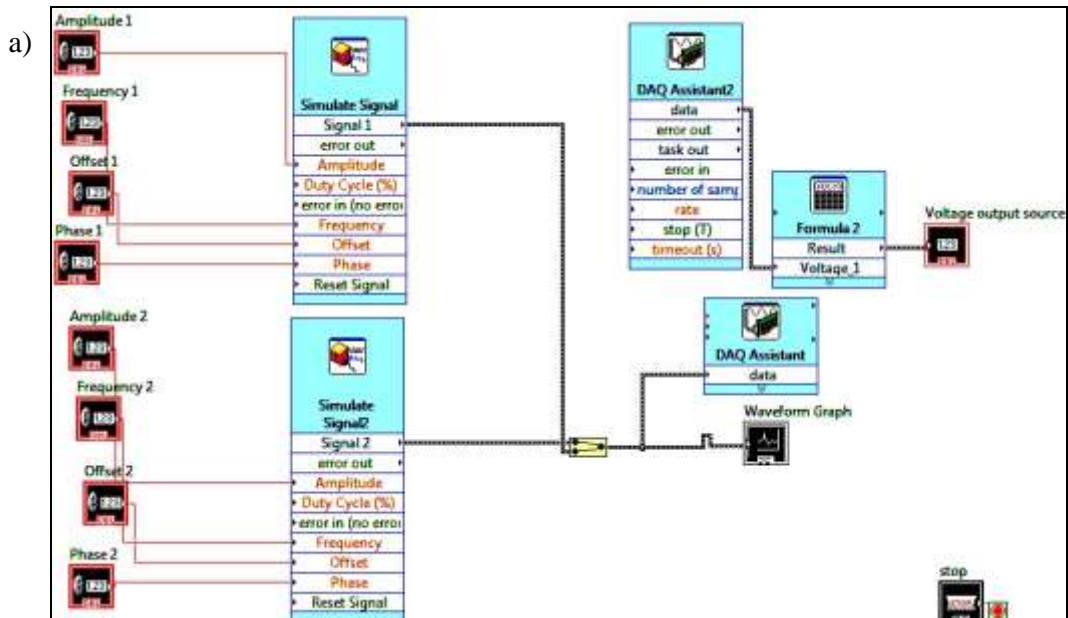 a)
Amplitude 1
Frequency 1
Offset 1
Phase 1
Simulate Signal
Signal 1
error out
Amplitude
Duty Cycle (%)
error in (no error
Frequency
Offset
Phase
Reset Signal
Amplitude 2
Frequency 2
Offset 2
Phase 2
Simulate
Signal2
Signal 2
error out
Amplitude
Duty Cycle (%)
error in (no error
Frequency
Offset
Phase
Reset Signal
DAQ Assistant2
data
error out
task out
error in
number of samp
rate
stop (T)
timeout (s)
Formula 2
Result
Voltage_1
Voltage output source
DAQ Assistant
data
Waveform Graph
stop